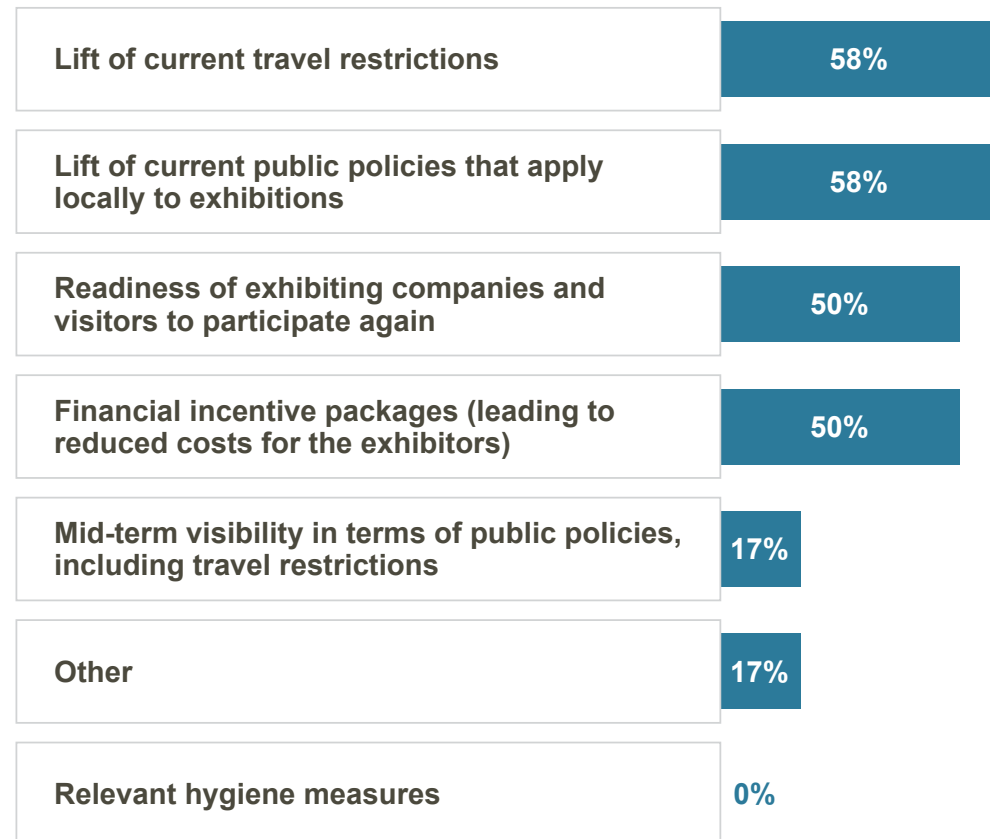 Lift of current travel restrictions
58%
Lift of current public policies that apply
locally to exhibitions
58%
Readiness of exhibiting companies and
visitors to participate again
50%
Financial incentive packages (leading to
reduced costs for the exhibitors)
50%
Mid-term visibility in terms of public policies,
including travel restrictions
17%
Other
17%
Relevant hygiene measures
0%